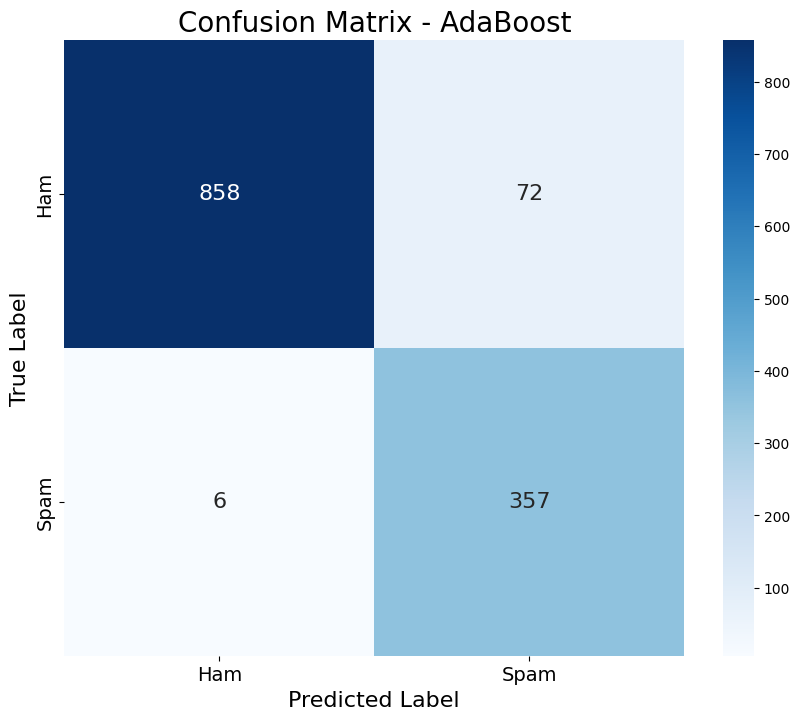 Confusion Matrix - AdaBoost
True Label
Ham
858
72
Spam
6
357
Ham
Spam
Predicted Label
800
700
600
500
400
300
200
100